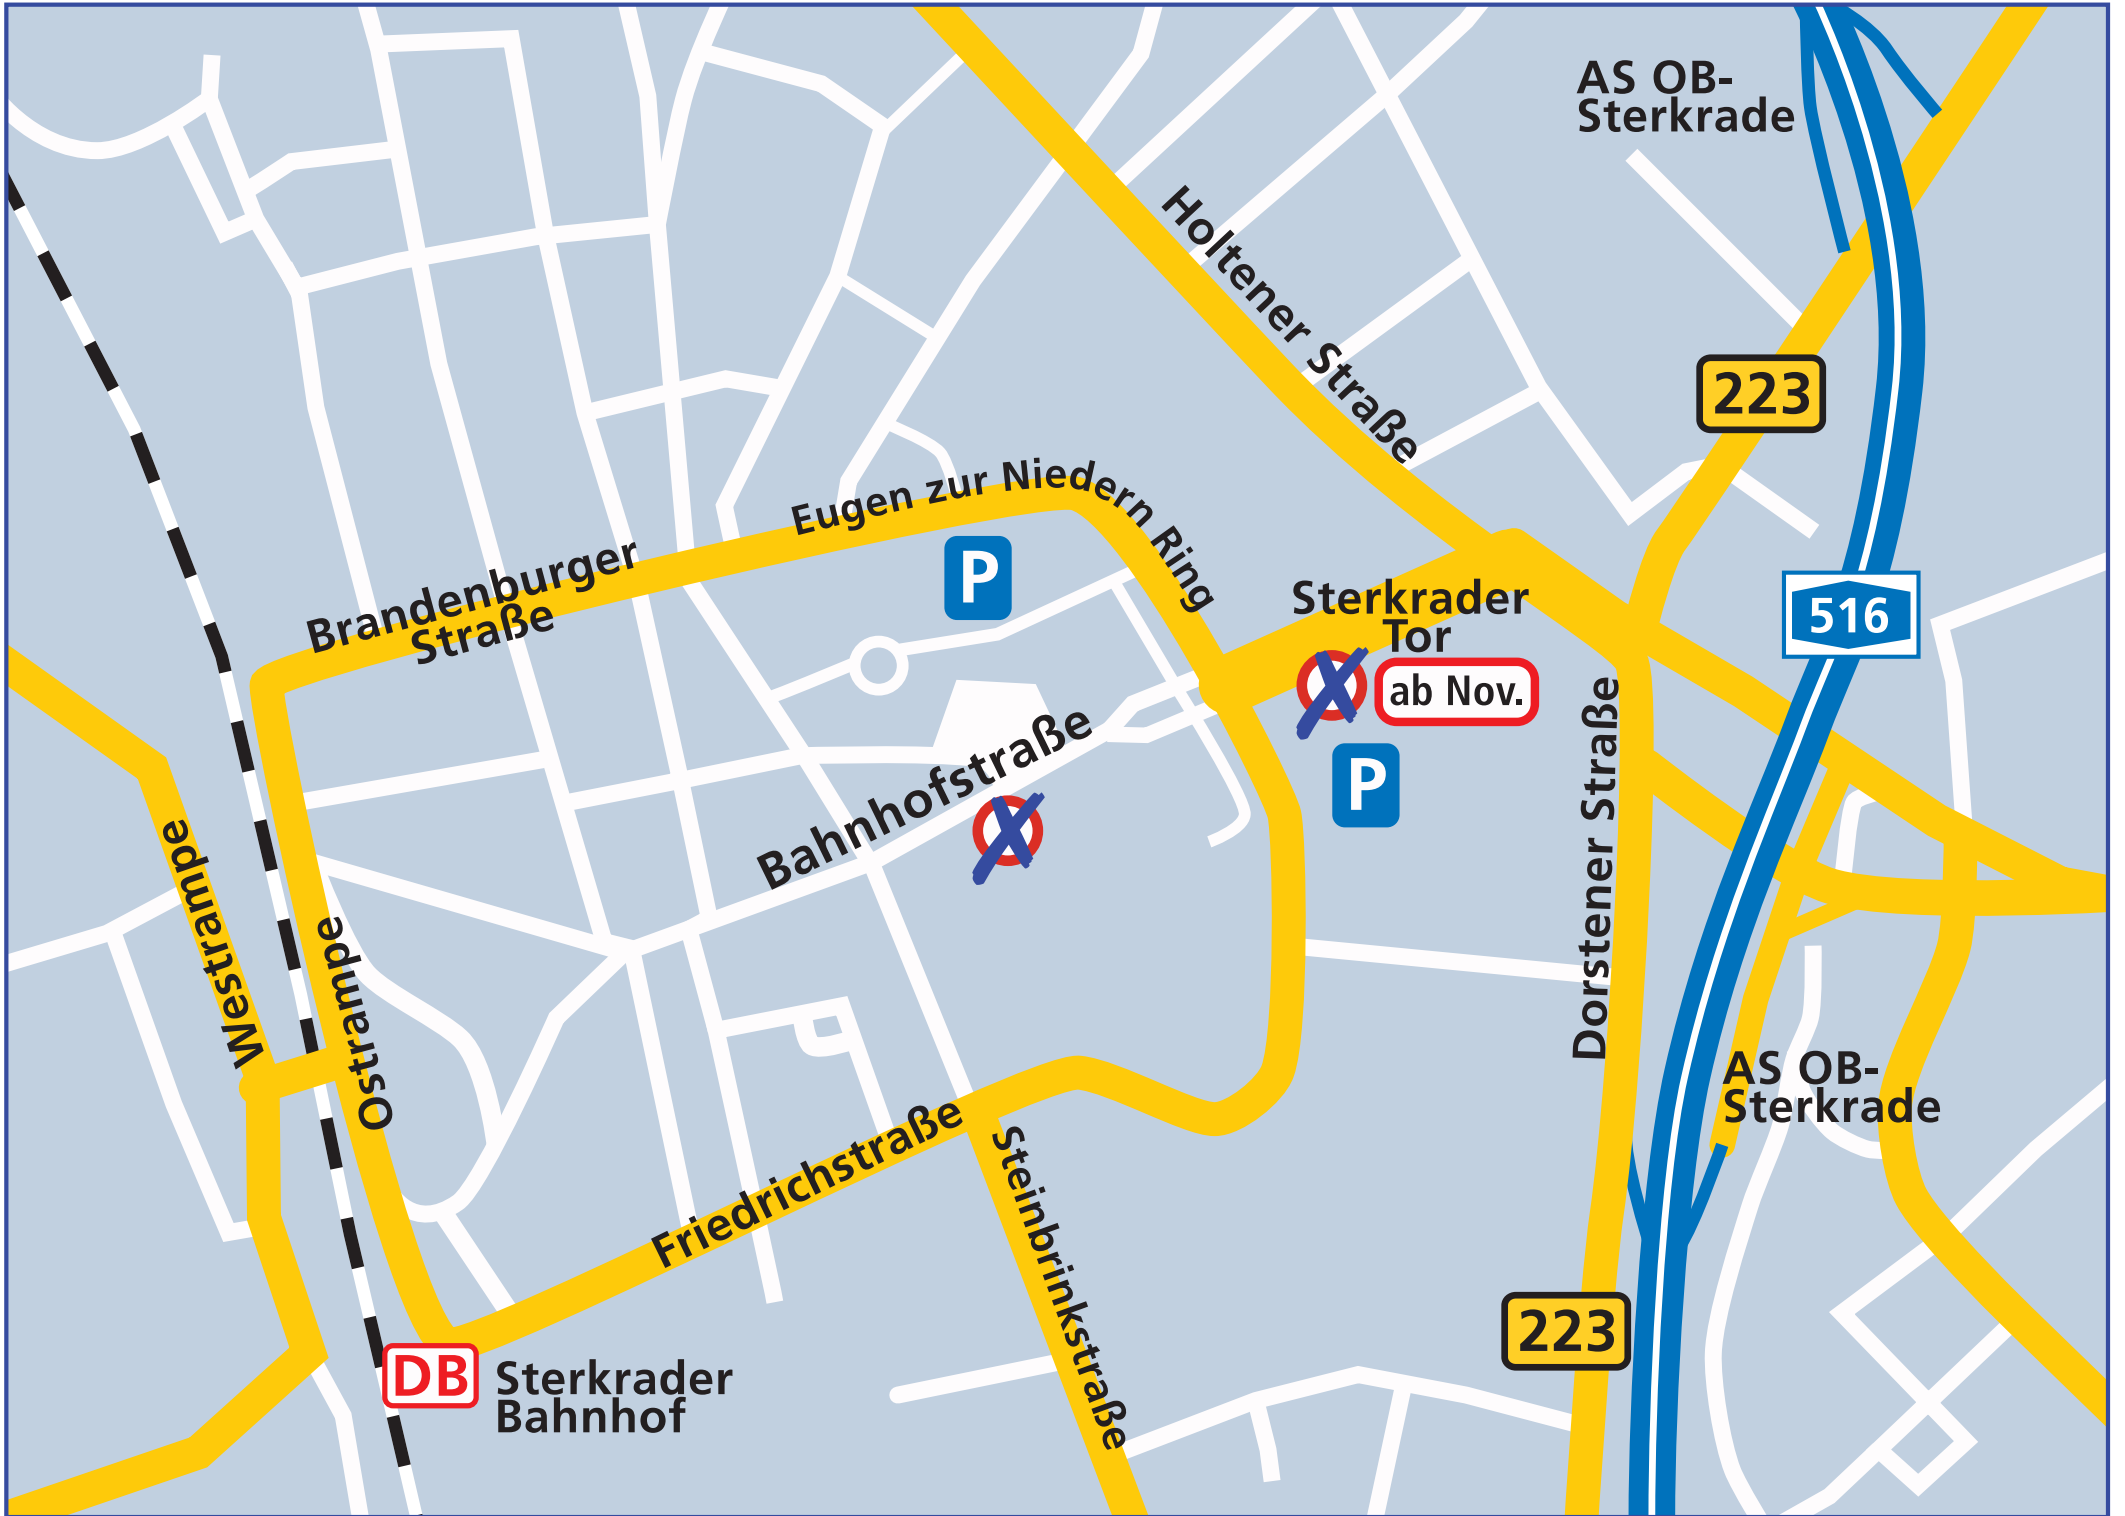 AS OB-
Sterkrade
Holtener Straße
223
Eugen zur Niedern Ring
Brandenburger
Straße
P
Sterkrader
Tor
ab Nov.
516
P
Bahnhofstraße
Dorstener Straße
Westrampe
Ostrampe
AS OB-
Sterkrade
Friedrichstraße
Steinbrinkstraße
223
DB
Sterkrader
Bahnhof